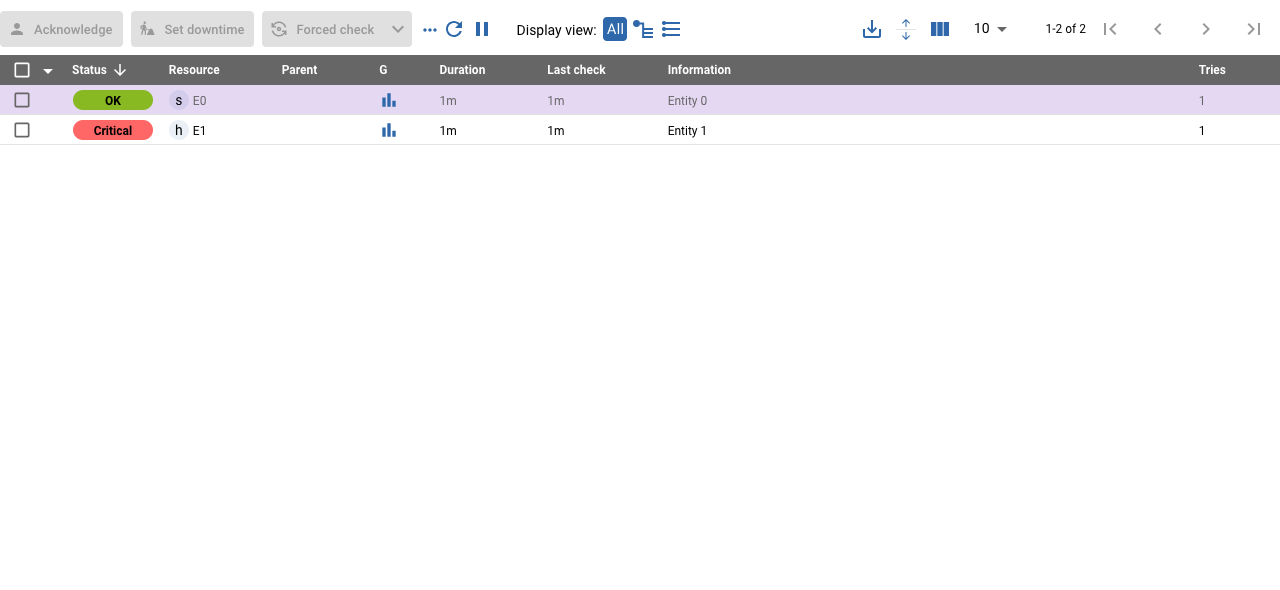 Acknowledge Set downtime Forced check Display view: All 10 1-2 of 2
Status Resource Parent G Duration Last check Information Tries
OK s E0 1m 1m Entity 0 1
Critical h E1 1m 1m Entity 1 1